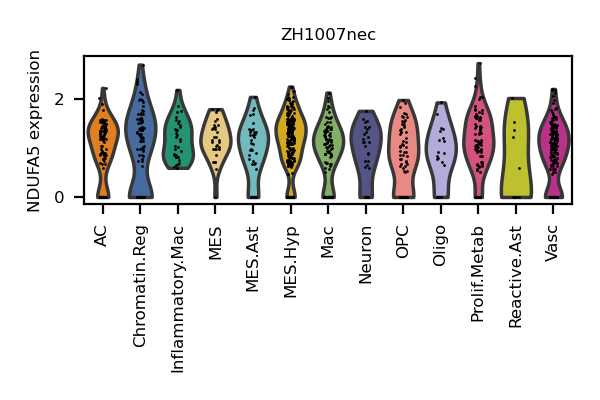 ZH1007nec
NDUFA5 expression
2
0
AC
Chromatin.Reg
Inflammatory.Mac
MES
MES.Ast
MES.Hyp
Mac
Neuron
OPC
Oligo
Prolif.Metab
Reactive.Ast
Vasc